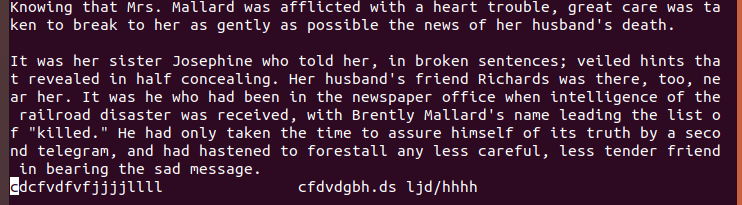 Knowing that Mrs. Mallard was afflicted with a heart trouble, great care was ta
ken to break to her as gently as possible the news of her husband's death.

It was her sister Josephine who told her, in broken sentences; veiled hints tha
t revealed in half concealing. Her husband's friend Richards was there, too, ne
ar her. It was he who had been in the newspaper office when intelligence of the
 railroad disaster was received, with Brently Mallard's name leading the list o
f "killed." He had only taken the time to assure himself of its truth by a seco
nd telegram, and had hastened to forestall any less careful, less tender friend
 in bearing the sad message.
cdcfvdfvfjjjjllll                cfdvdgbh.ds ljd/hhhh